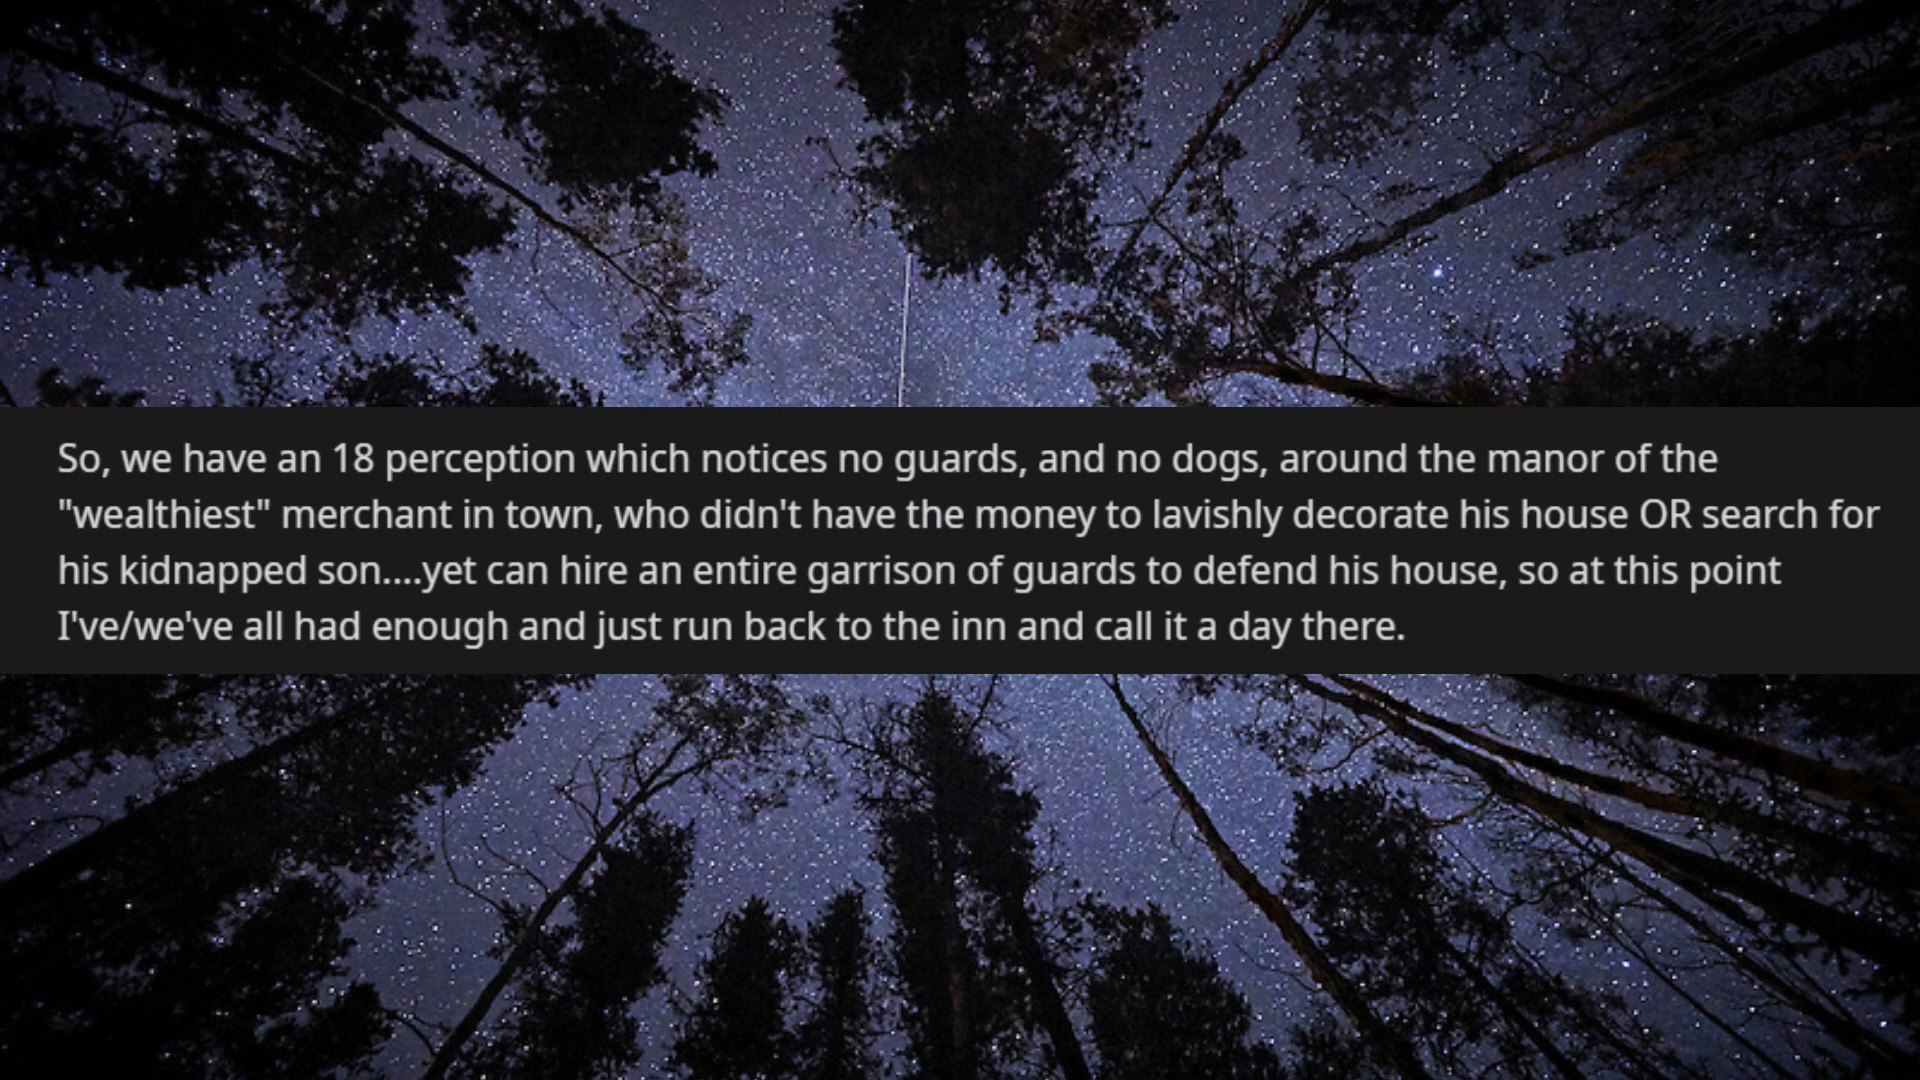 So, we have an 18 perception which notices no guards, and no dogs, around the manor of the
"wealthiest" merchant in town, who didn't have the money to lavishly decorate his house OR search for
his kidnapped son....yet can hire an entire garrison of guards to defend his house, so at this point
I've/we've all had enough and just run back to the inn and call it a day there.